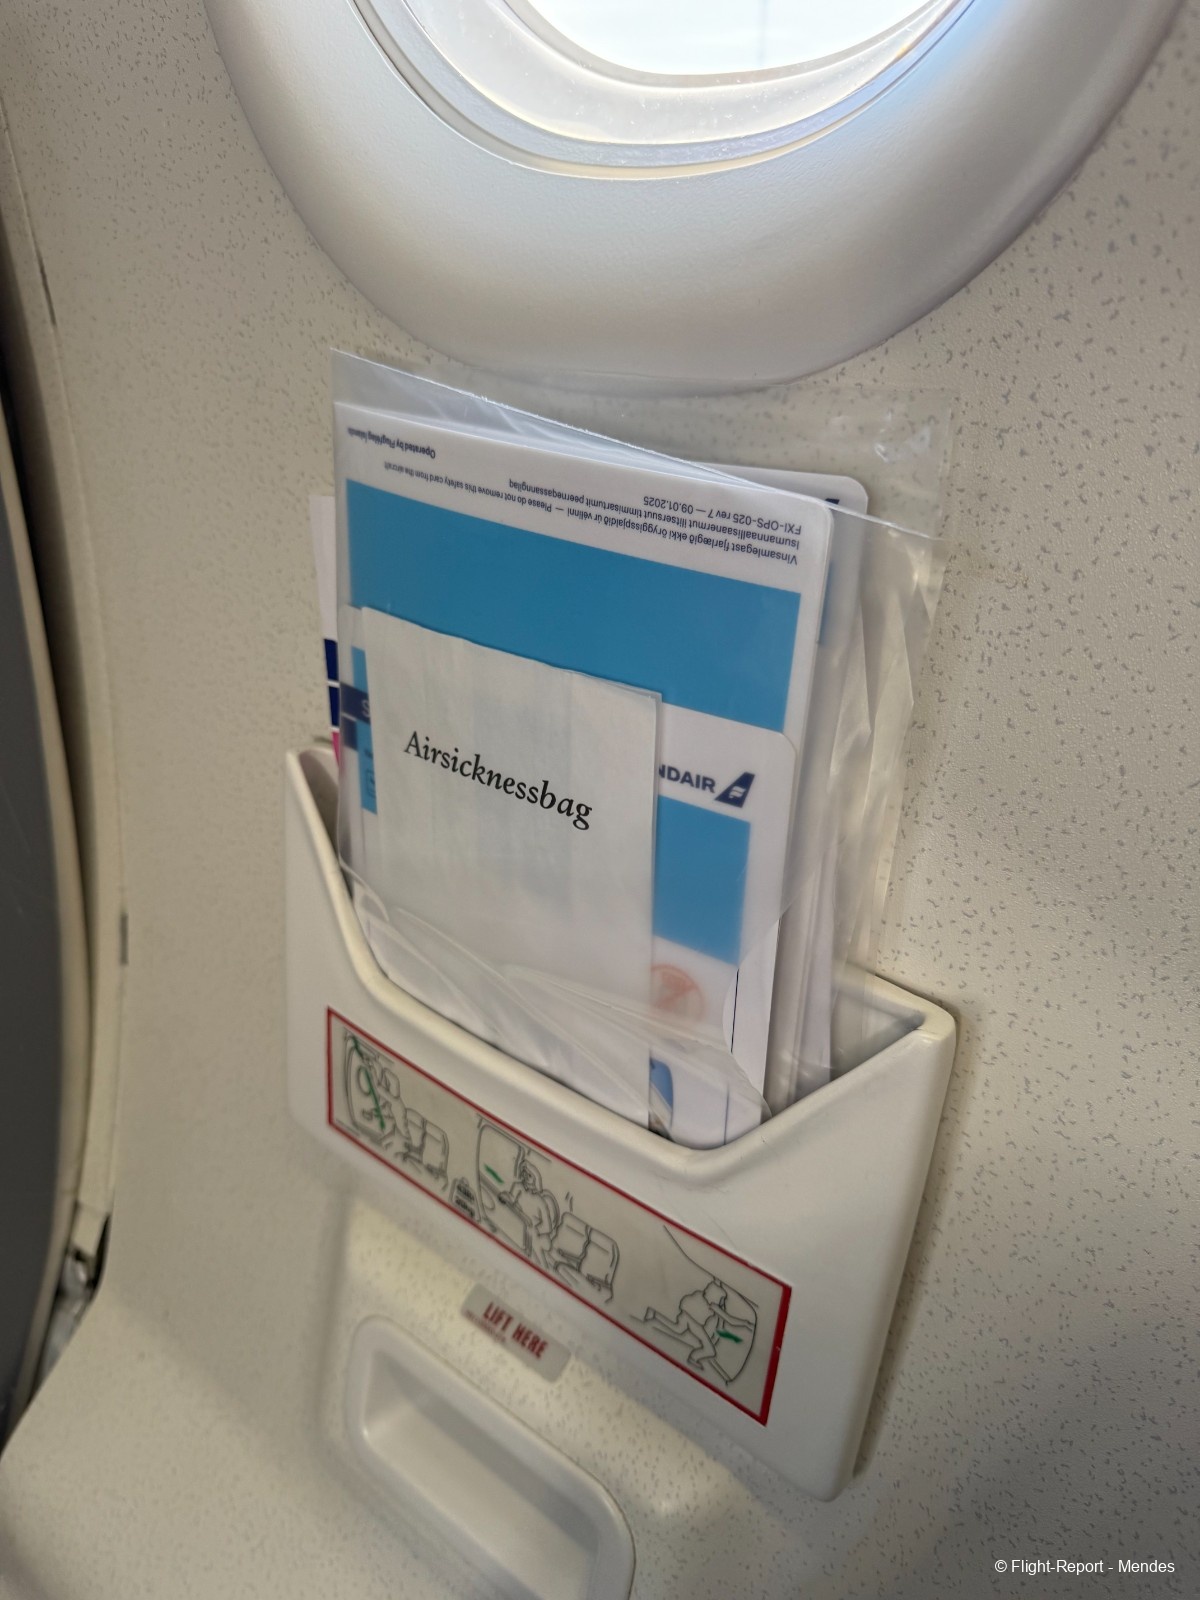 Operated by Flugfélag Íslands
FXI-OPS-025 rev 7 — 09.01.2025
Isumannaallisaanermut ilitsersuut timmisartumit peerneqassanngilaq
Vinsamlegast fjarlægið ekki öryggisspjaldið úr vélinni — Please do not remove this safety card from the aircraft
Airsicknessbag
NDAIR
LIFT HERE
© Flight-Report - Mendes